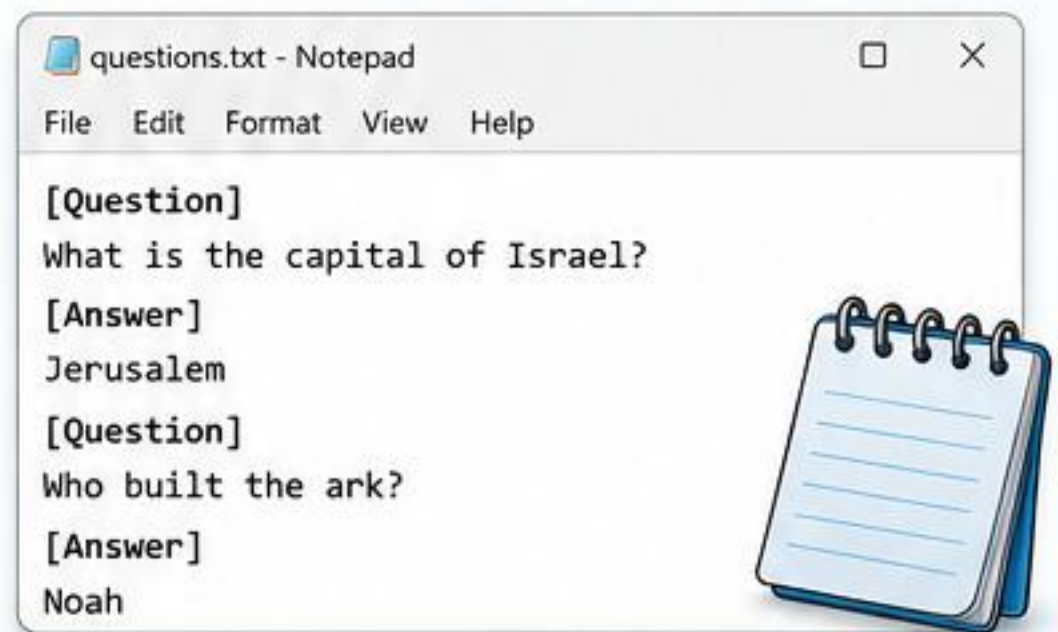 questions.txt - Notepad
File Edit Format View Help
[Question]
What is the capital of Israel?
[Answer]
Jerusalem
[Question]
Who built the ark?
[Answer]
Noah